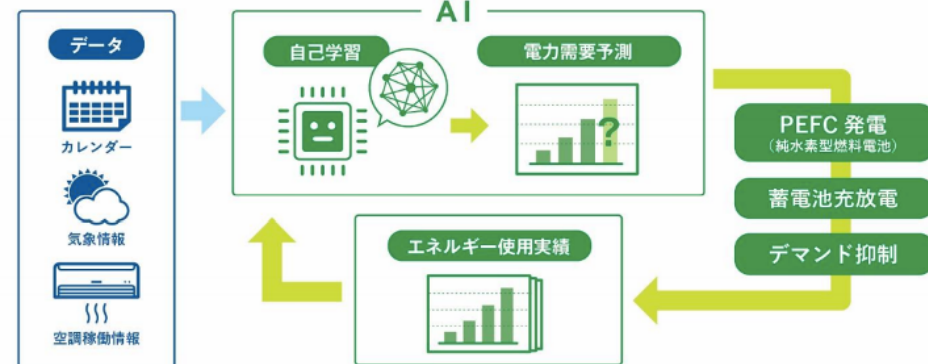 データ
カレンダー
気象情報
空調稼働情報
AI
自己学習
電力需要予測
?
PEFC 発電
(純水素型燃料電池)
蓄電池充放電
デマンド抑制
エネルギー使用実績